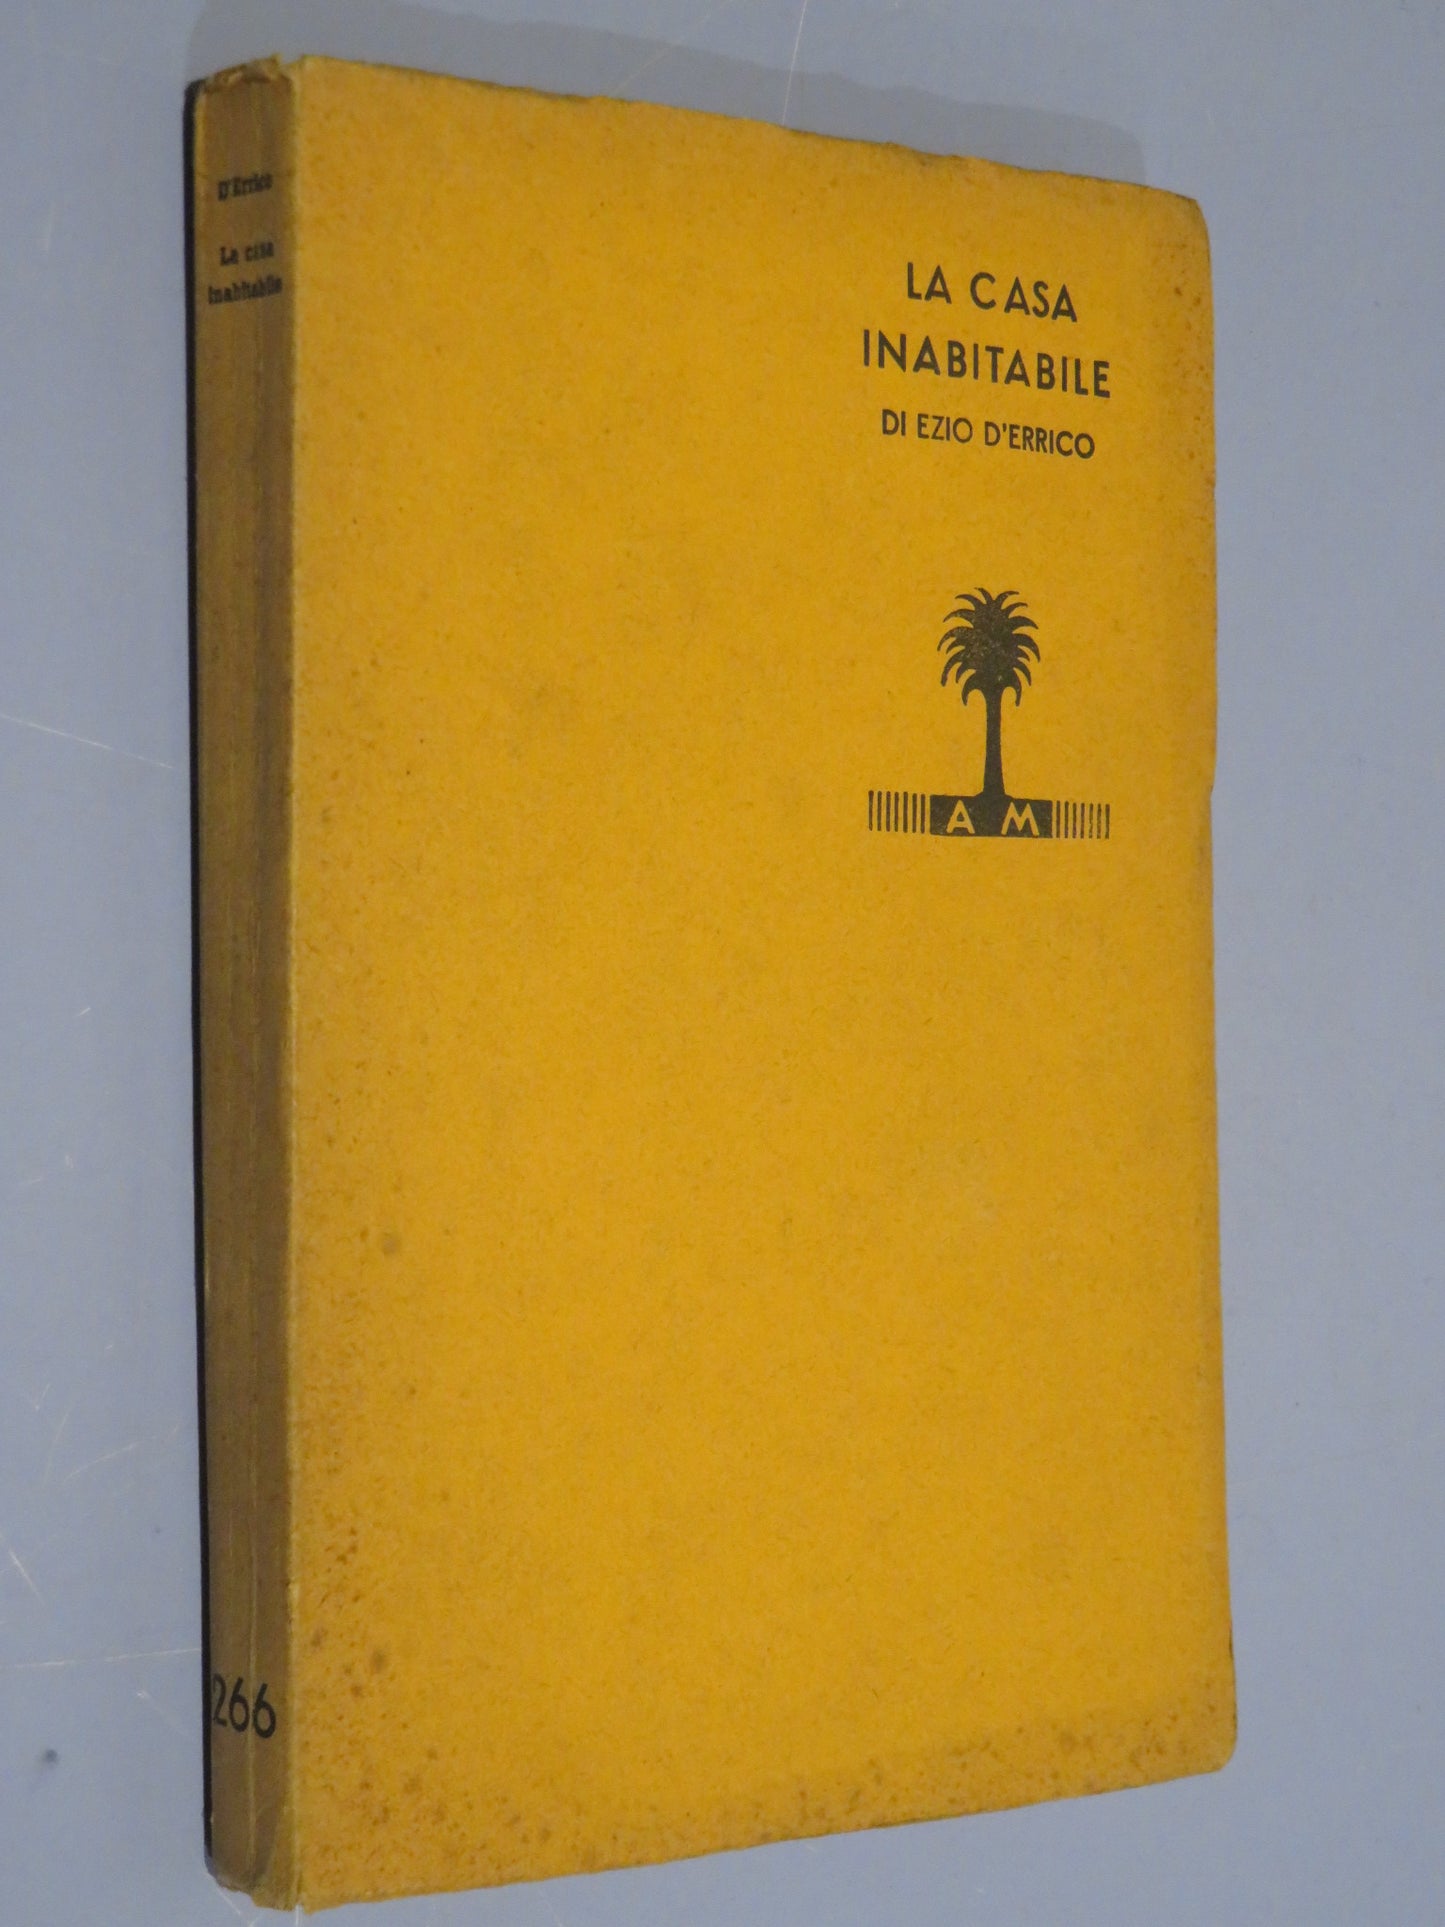 D'Errico
La casa
inabitabile
266
LA CASA
INABITABILE
DI EZIO D'ERRICO
A M